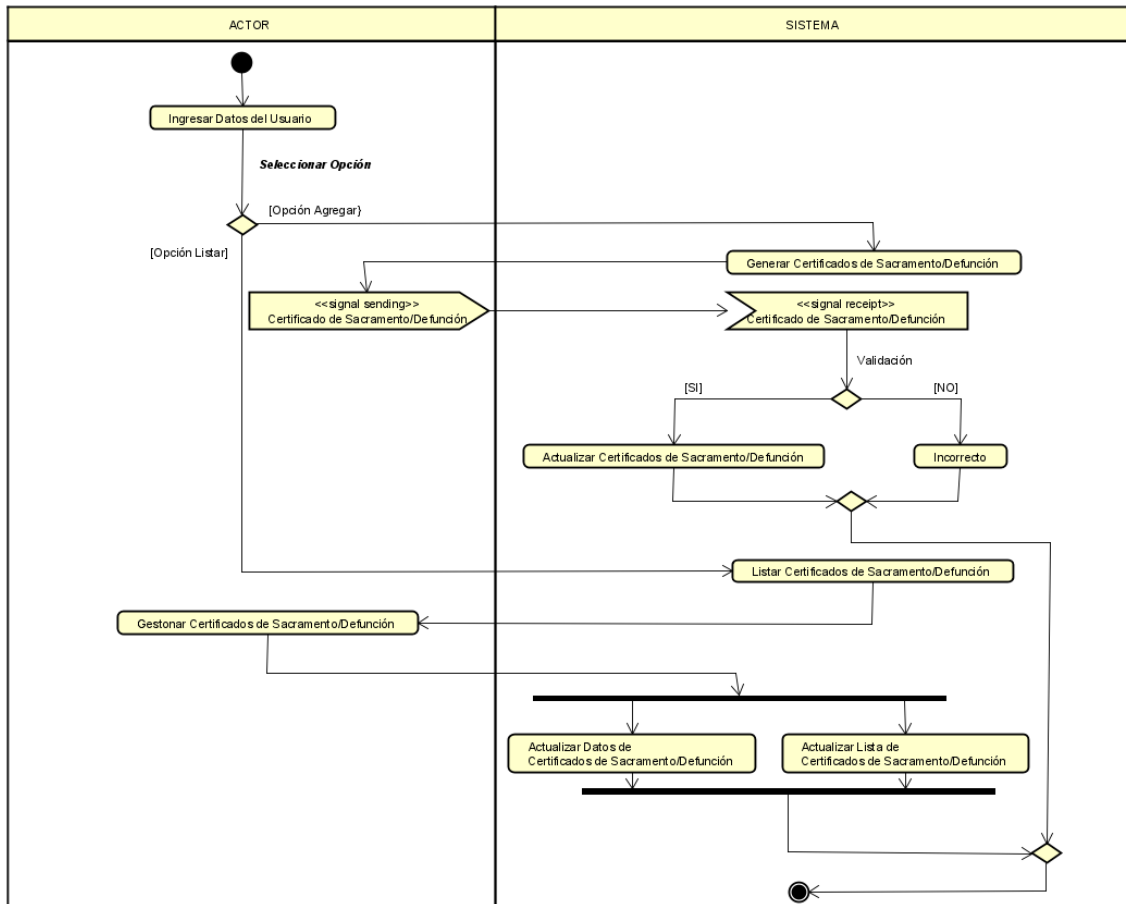 ACTOR
SISTEMA
Ingresar Datos del Usuario
Seleccionar Opción
[Opción Agregar}
[Opción Listar]
Generar Certificados de Sacramento/Defunción
<<signal sending>>
Certificado de Sacramento/Defunción
<<signal receipt>>
Certificado de Sacramento/Defunción
Validación
[SI]
[NO]
Actualizar Certificados de Sacramento/Defunción
Incorrecto
Listar Certificados de Sacramento/Defunción
Gestonar Certificados de Sacramento/Defunción
Actualizar Datos de
Certificados de Sacramento/Defunción
Actualizar Lista de
Certificados de Sacramento/Defunción